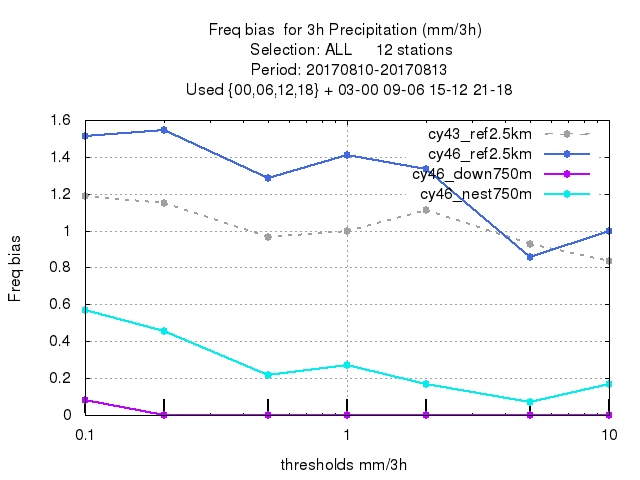 Freq bias  for 3h Precipitation (mm/3h)
Selection: ALL     12 stations
Period: 20170810-20170813
Used {00,06,12,18} + 03-00 09-06 15-12 21-18
1.6
1.4
1.2
1
0.8
0.6
0.4
0.2
0
Freq bias
cy43_ref2.5km
cy46_ref2.5km
cy46_down750m
cy46_nest750m
0.1
1
10
thresholds mm/3h